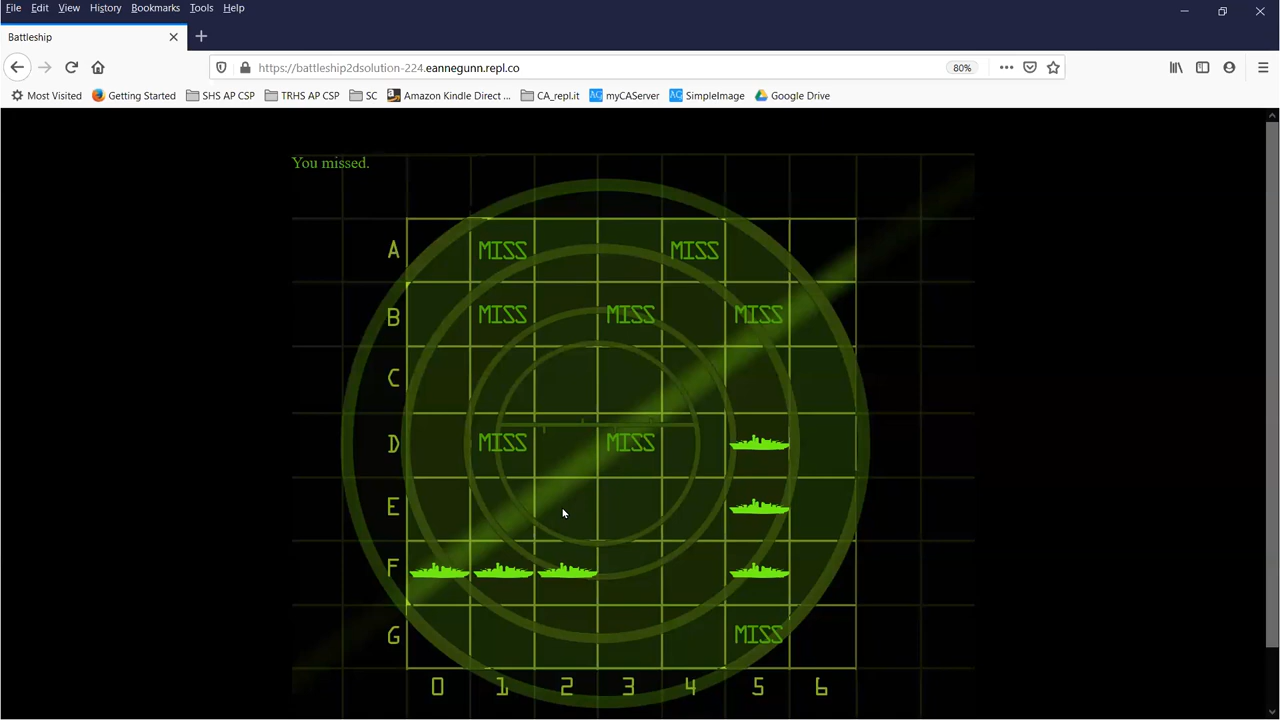 File Edit View History Bookmarks Tools Help
Battleship
https://battleship2dsolution-224.eannegunn.repl.co 80%
Most Visited Getting Started SHS AP CSP TRHS AP CSP SC Amazon Kindle Direct ... CA_repl.it myCAServer SimpleImage Google Drive
You missed.
A MISS MISS
B MISS MISS MISS
C
D MISS MISS
E
F
G MISS
0 1 2 3 4 5 6